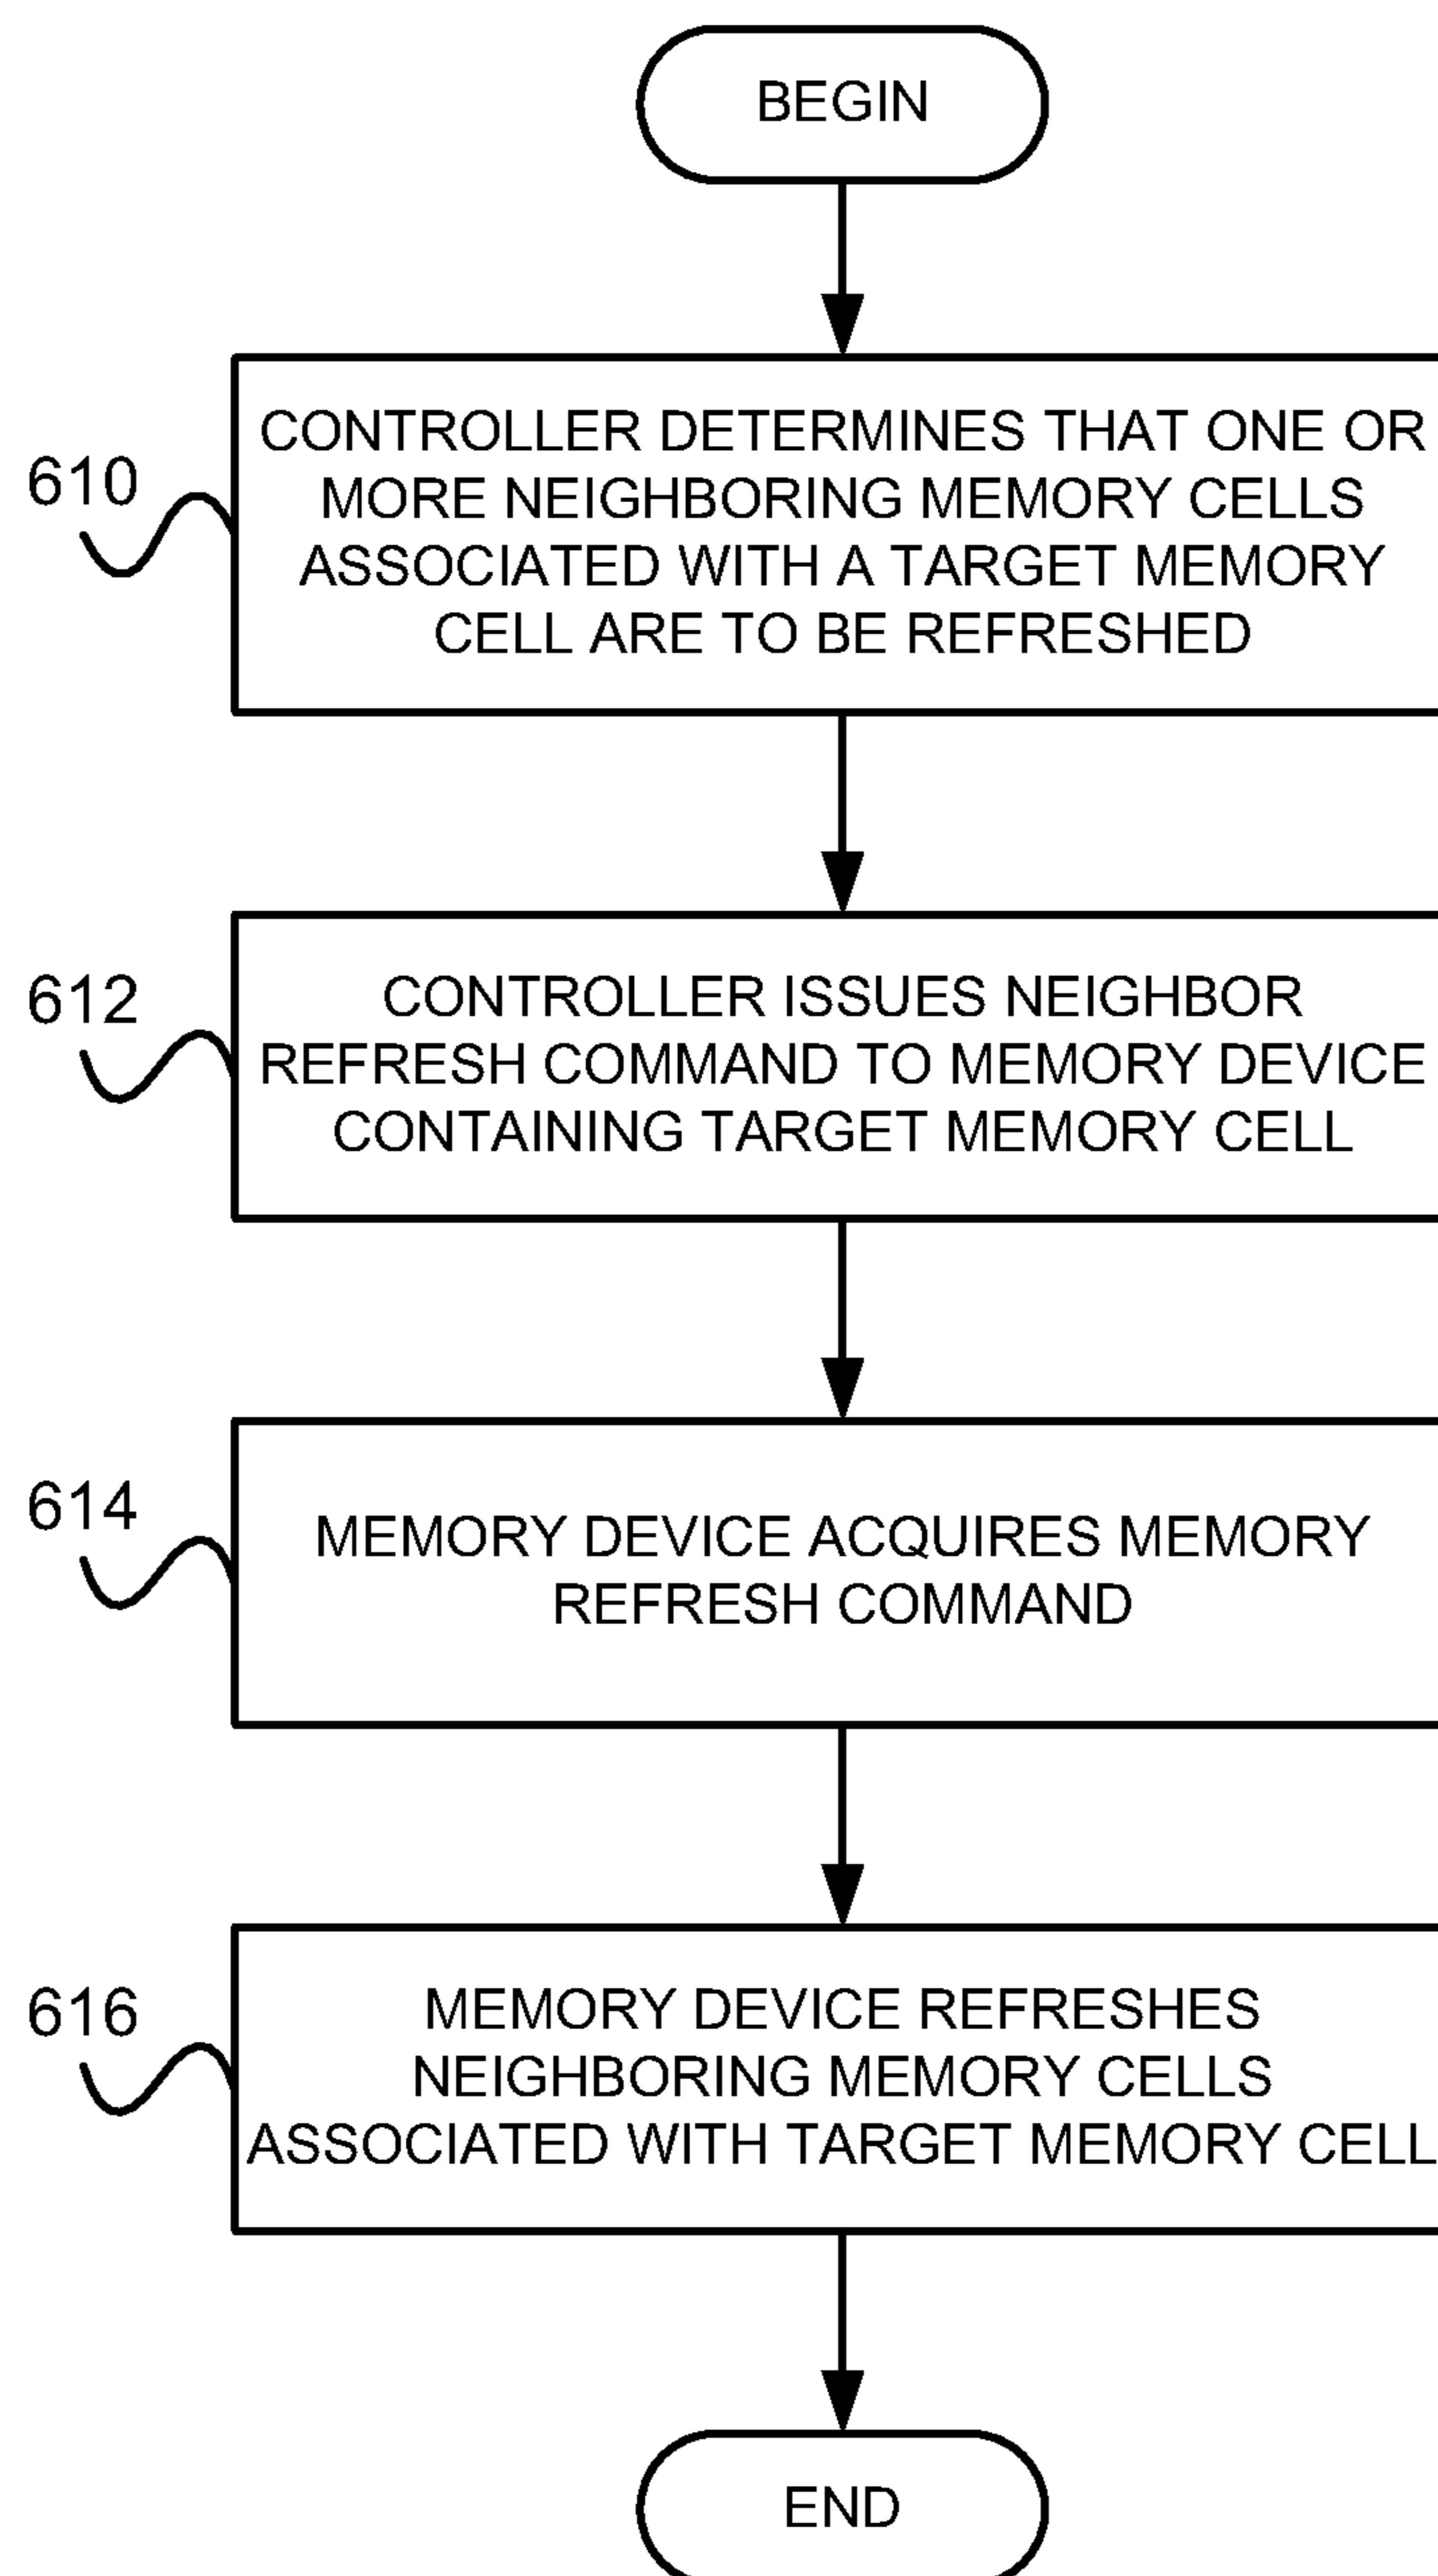 BEGIN
610
CONTROLLER DETERMINES THAT ONE OR
MORE NEIGHBORING MEMORY CELLS
ASSOCIATED WITH A TARGET MEMORY
CELL ARE TO BE REFRESHED
612
CONTROLLER ISSUES NEIGHBOR
REFRESH COMMAND TO MEMORY DEVICE
CONTAINING TARGET MEMORY CELL
614
MEMORY DEVICE ACQUIRES MEMORY
REFRESH COMMAND
616
MEMORY DEVICE REFRESHES
NEIGHBORING MEMORY CELLS
ASSOCIATED WITH TARGET MEMORY CELL
END